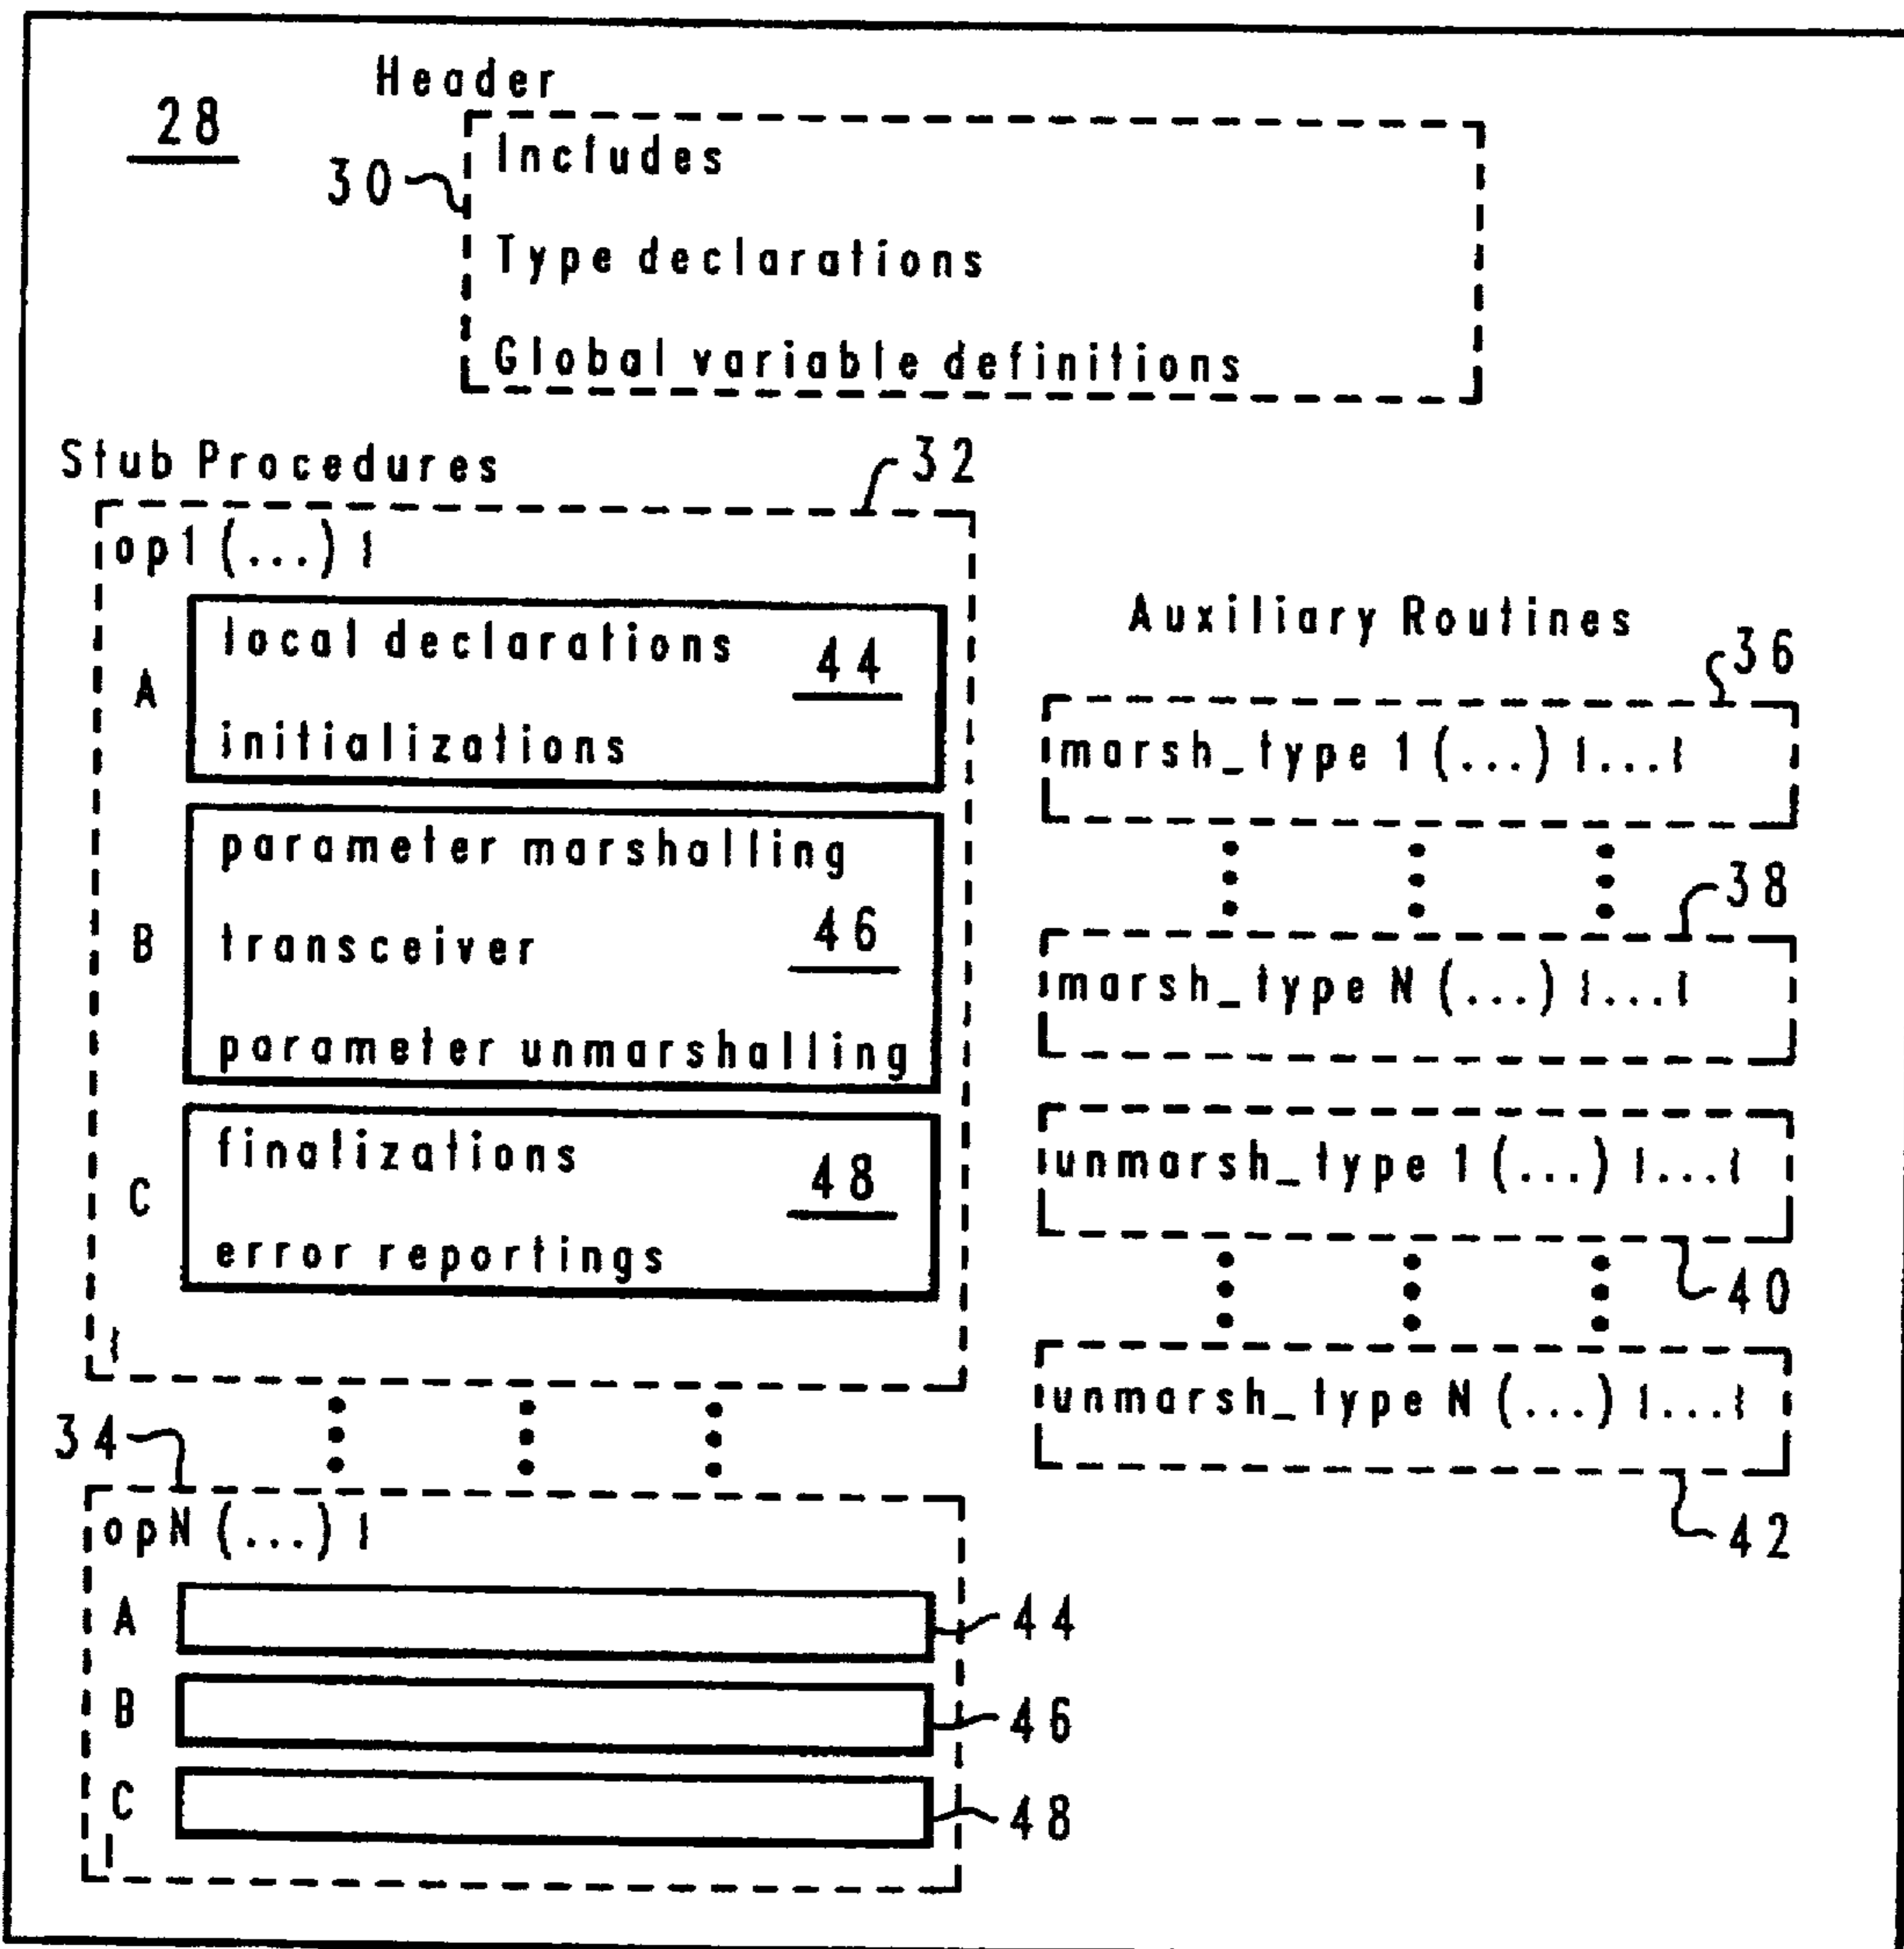 28
Header
30
Includes
Type declarations
Global variable definitions
Stub Procedures
32
op1(...) {
A
local declarations
44
initializations
B
parameter marshalling
transceiver
46
parameter unmarshalling
C
finalizations
48
error reportings
}
34
opN(...) {
A
44
B
46
C
48
}
Auxiliary Routines
36
marsh_type 1(...) {...}
38
marsh_type N(...) {...}
unmarsh_type 1(...) {...}
40
unmarsh_type N(...) {...}
42